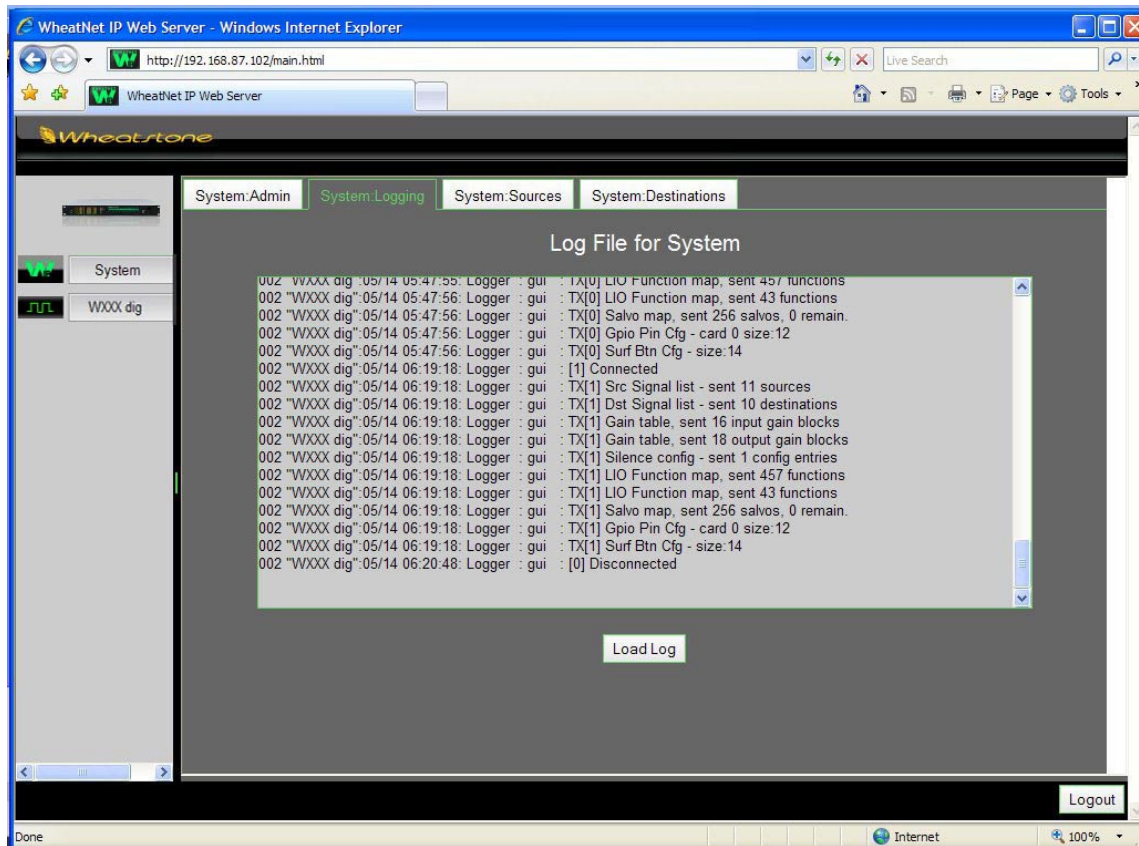 WheatNet IP Web Server - Windows Internet Explorer
http://192.168.87.102/main.html
Live Search
WheatNet IP Web Server
Page
Tools
Wheatstone
System:Admin
System:Logging
System:Sources
System:Destinations
Log File for System
System
WXXX dig
002 "WXXX dig":05/14 05:47:55: Logger : gui : TX[0] LIO Function map, sent 457 functions
002 "WXXX dig":05/14 05:47:56: Logger : gui : TX[0] LIO Function map, sent 43 functions
002 "WXXX dig":05/14 05:47:56: Logger : gui : TX[0] Salvo map, sent 256 salvos, 0 remain.
002 "WXXX dig":05/14 05:47:56: Logger : gui : TX[0] Gpio Pin Cfg - card 0 size:12
002 "WXXX dig":05/14 05:47:56: Logger : gui : TX[0] Surf Btn Cfg - size:14
002 "WXXX dig":05/14 06:19:18: Logger : gui : [1] Connected
002 "WXXX dig":05/14 06:19:18: Logger : gui : TX[1] Src Signal list - sent 11 sources
002 "WXXX dig":05/14 06:19:18: Logger : gui : TX[1] Dst Signal list - sent 10 destinations
002 "WXXX dig":05/14 06:19:18: Logger : gui : TX[1] Gain table, sent 16 input gain blocks
002 "WXXX dig":05/14 06:19:18: Logger : gui : TX[1] Gain table, sent 18 output gain blocks
002 "WXXX dig":05/14 06:19:18: Logger : gui : TX[1] Silence config - sent 1 config entries
002 "WXXX dig":05/14 06:19:18: Logger : gui : TX[1] LIO Function map, sent 457 functions
002 "WXXX dig":05/14 06:19:18: Logger : gui : TX[1] LIO Function map, sent 43 functions
002 "WXXX dig":05/14 06:19:18: Logger : gui : TX[1] Salvo map, sent 256 salvos, 0 remain.
002 "WXXX dig":05/14 06:19:18: Logger : gui : TX[1] Gpio Pin Cfg - card 0 size:12
002 "WXXX dig":05/14 06:19:18: Logger : gui : TX[1] Surf Btn Cfg - size:14
002 "WXXX dig":05/14 06:20:48: Logger : gui : [0] Disconnected
Load Log
Logout
Done
Internet
100%